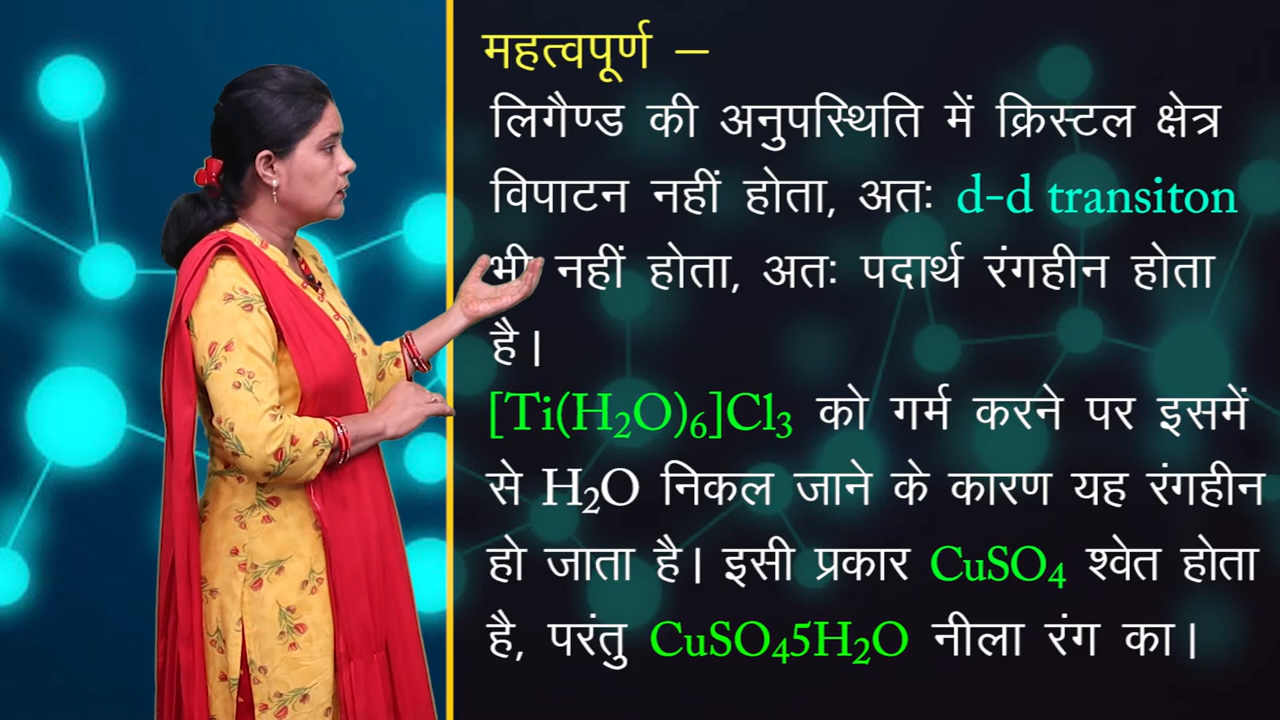 महत्वपूर्ण –
लिगैण्ड की अनुपस्थिति में क्रिस्टल क्षेत्र
विपाटन नहीं होता, अतः d-d transiton
भी नहीं होता, अतः पदार्थ रंगहीन होता
है।
[Ti(H₂O)₆]Cl₃ को गर्म करने पर इसमें
से H₂O निकल जाने के कारण यह रंगहीन
हो जाता है। इसी प्रकार CuSO₄ श्वेत होता
है, परंतु CuSO₄5H₂O नीला रंग का।